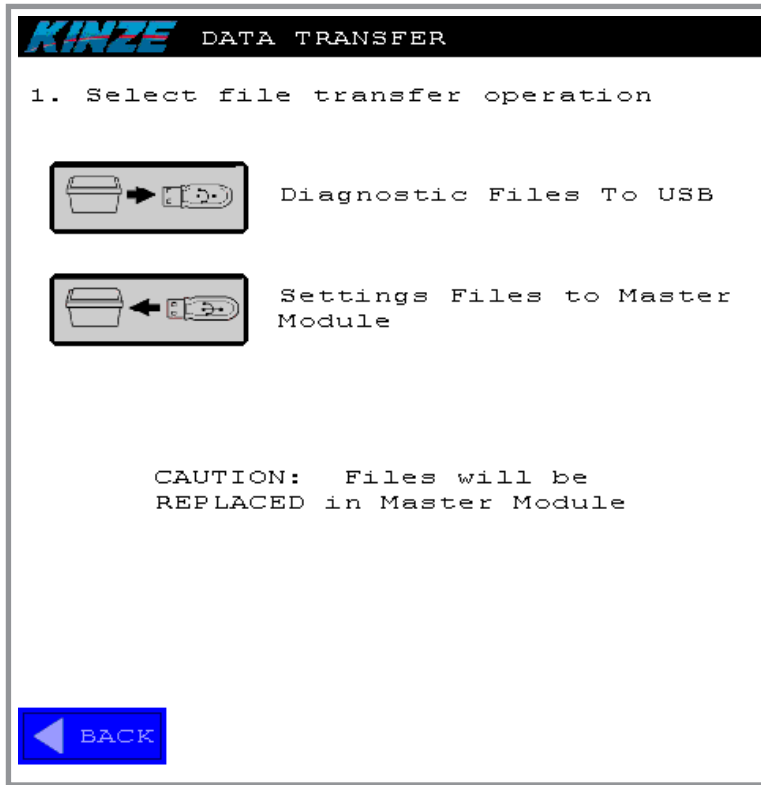 KINZE DATA TRANSFER
1. Select file transfer operation
Diagnostic Files To USB
Settings Files to Master
Module
CAUTION: Files will be
REPLACED in Master Module
BACK